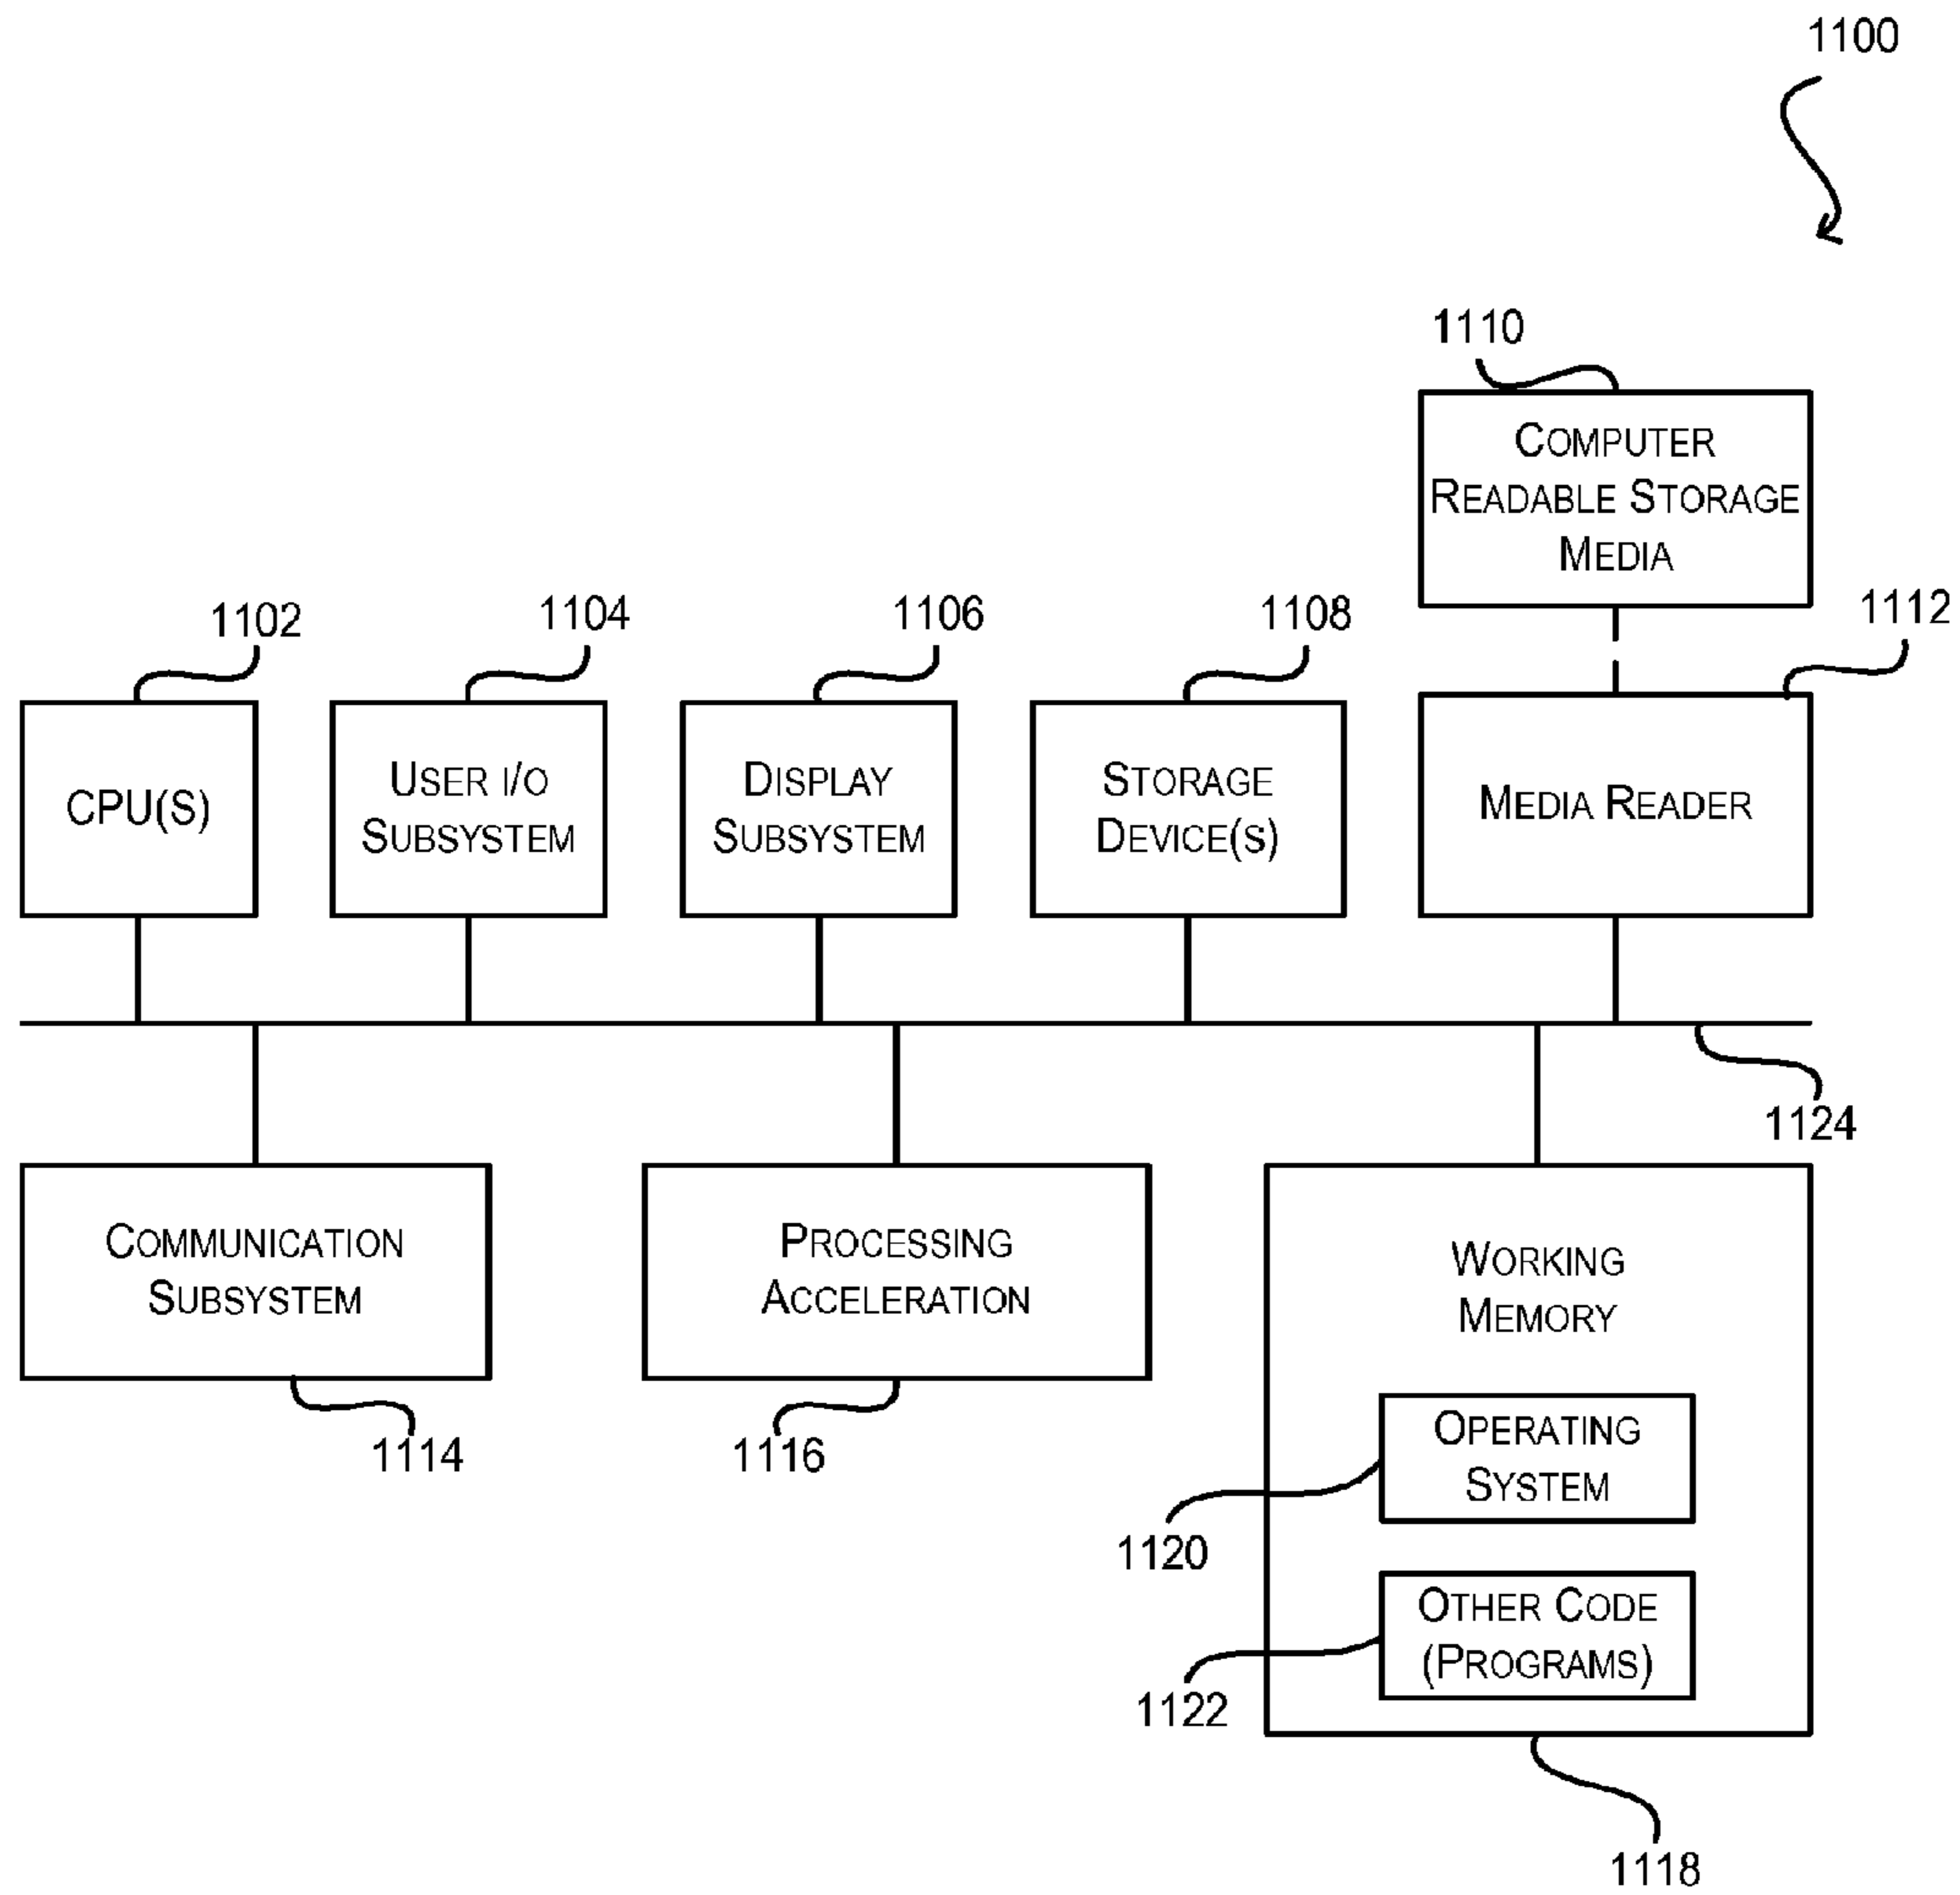 1100
1110
COMPUTER
READABLE STORAGE
MEDIA
1102
1104
1106
1108
1112
CPU(S)
USER I/O
SUBSYSTEM
DISPLAY
SUBSYSTEM
STORAGE
DEVICE(S)
MEDIA READER
1124
COMMUNICATION
SUBSYSTEM
PROCESSING
ACCELERATION
WORKING
MEMORY
1114
1116
OPERATING
SYSTEM
1120
OTHER CODE
(PROGRAMS)
1122
1118